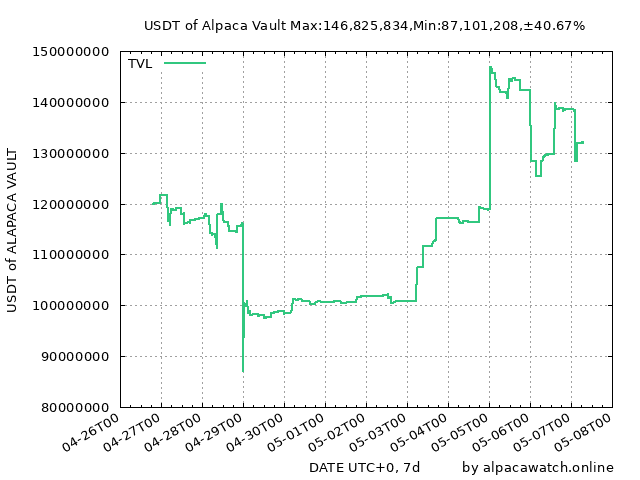 USDT of Alpaca Vault Max:146,825,834,Min:87,101,208,±40.67%
TVL
150000000
140000000
130000000
120000000
110000000
100000000
90000000
80000000
USDT of ALAPACA VAULT
04-26T00
04-27T00
04-28T00
04-29T00
04-30T00
05-01T00
05-02T00
05-03T00
05-04T00
05-05T00
05-06T00
05-07T00
05-08T00
DATE UTC+0, 7d
by alpacawatch.online